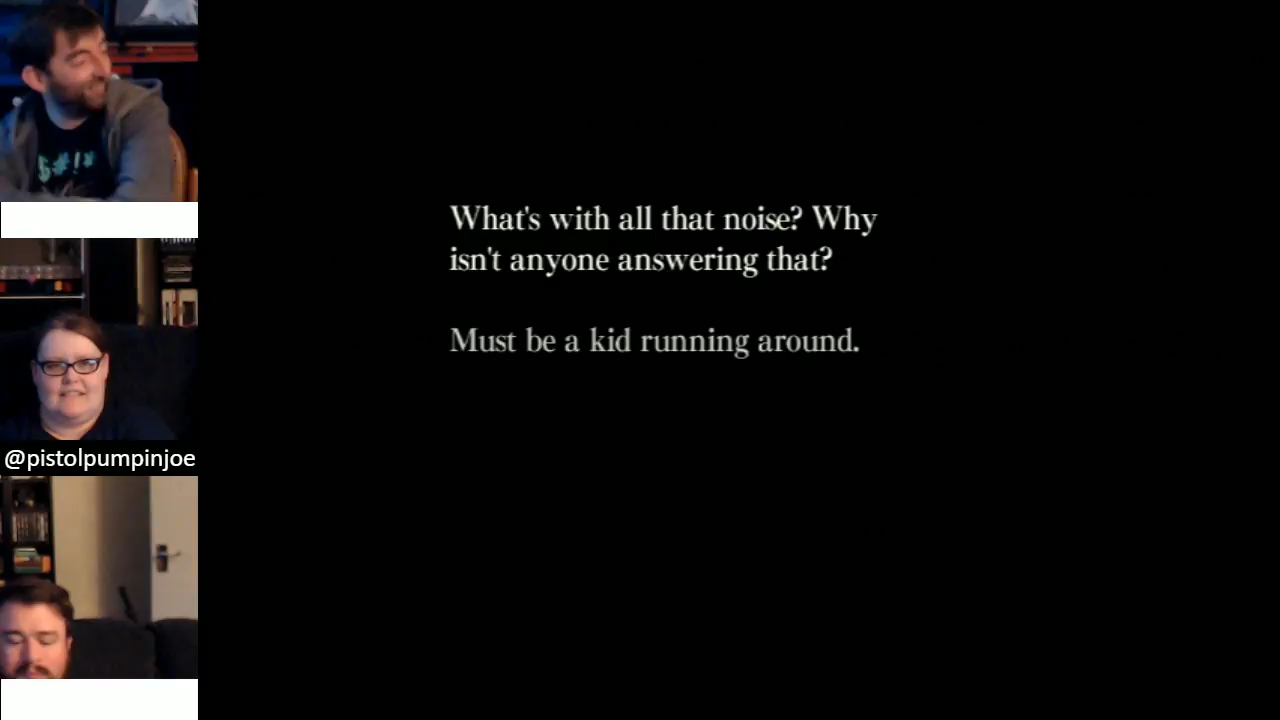 $#!*
@pistolpumpinjoe
What's with all that noise? Why
isn't anyone answering that?
Must be a kid running around.